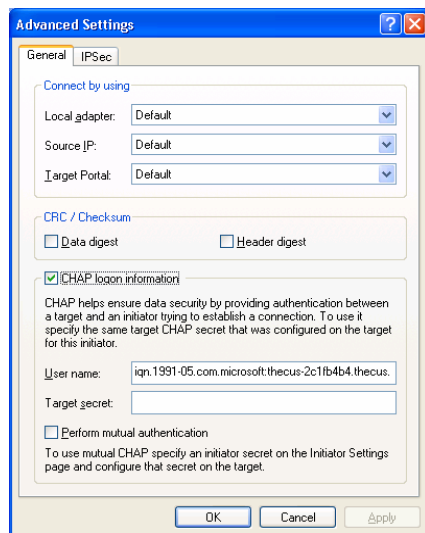 Advanced Settings
General IPSec
Connect by using
Local adapter: Default
Source IP: Default
Target Portal: Default
CRC / Checksum
Data digest Header digest
CHAP logon information
CHAP helps ensure data security by providing authentication between
a target and an initiator trying to establish a connection. To use it
specify the same target CHAP secret that was configured on the target
for this initiator.
User name: iqn.1991-05.com.microsoft:thecus-2c1fb4b4.thecus.
Target secret:
Perform mutual authentication
To use mutual CHAP specify an initiator secret on the Initiator Settings
page and configure that secret on the target.
OK Cancel Apply